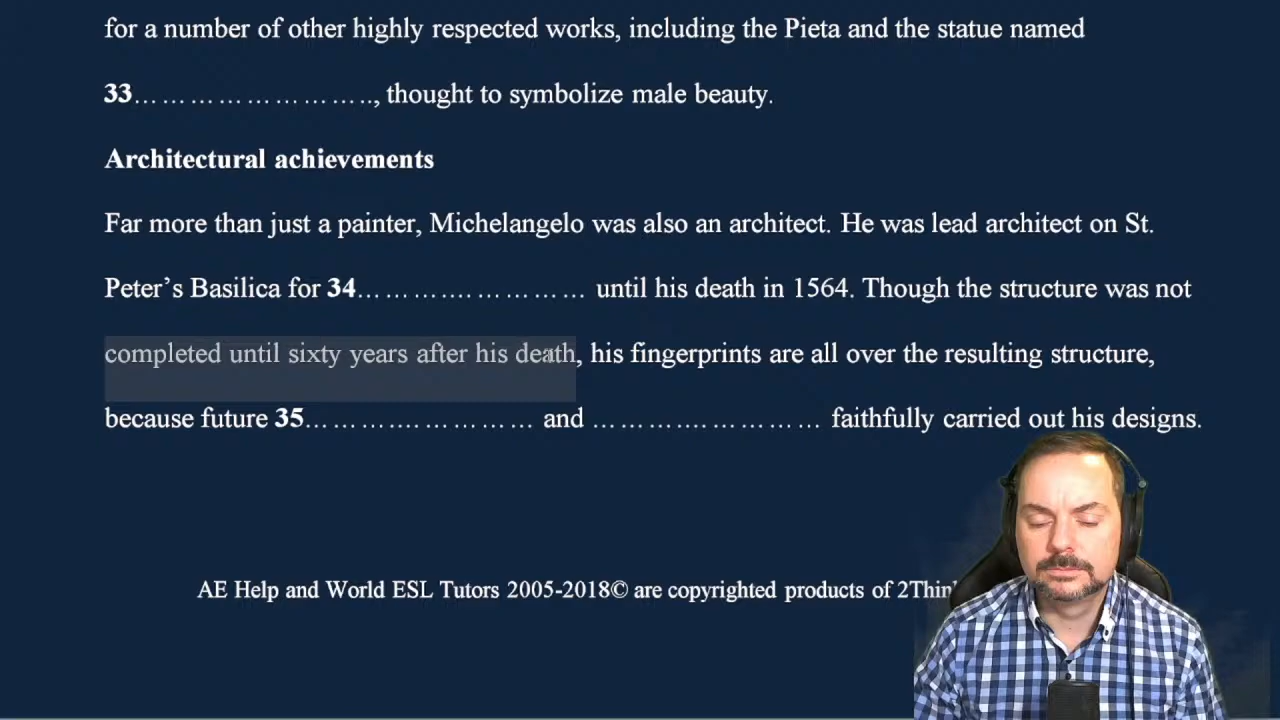 for a number of other highly respected works, including the Pieta and the statue named
33…………………….., thought to symbolize male beauty.
Architectural achievements
Far more than just a painter, Michelangelo was also an architect. He was lead architect on St.
Peter’s Basilica for 34……….………… until his death in 1564. Though the structure was not
completed until sixty years after his death, his fingerprints are all over the resulting structure,
because future 35……….………… and ……….………… faithfully carried out his designs.
AE Help and World ESL Tutors 2005-2018© are copyrighted products of